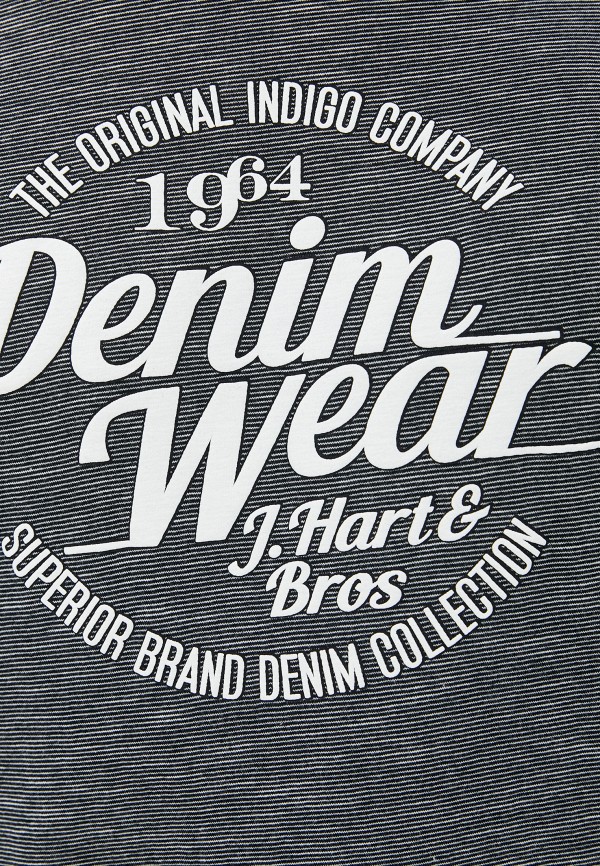 THE ORIGINAL INDIGO COMPANY
1964
Denim
Wear
J. Hart &
Bros
SUPERIOR BRAND DENIM COLLECTION